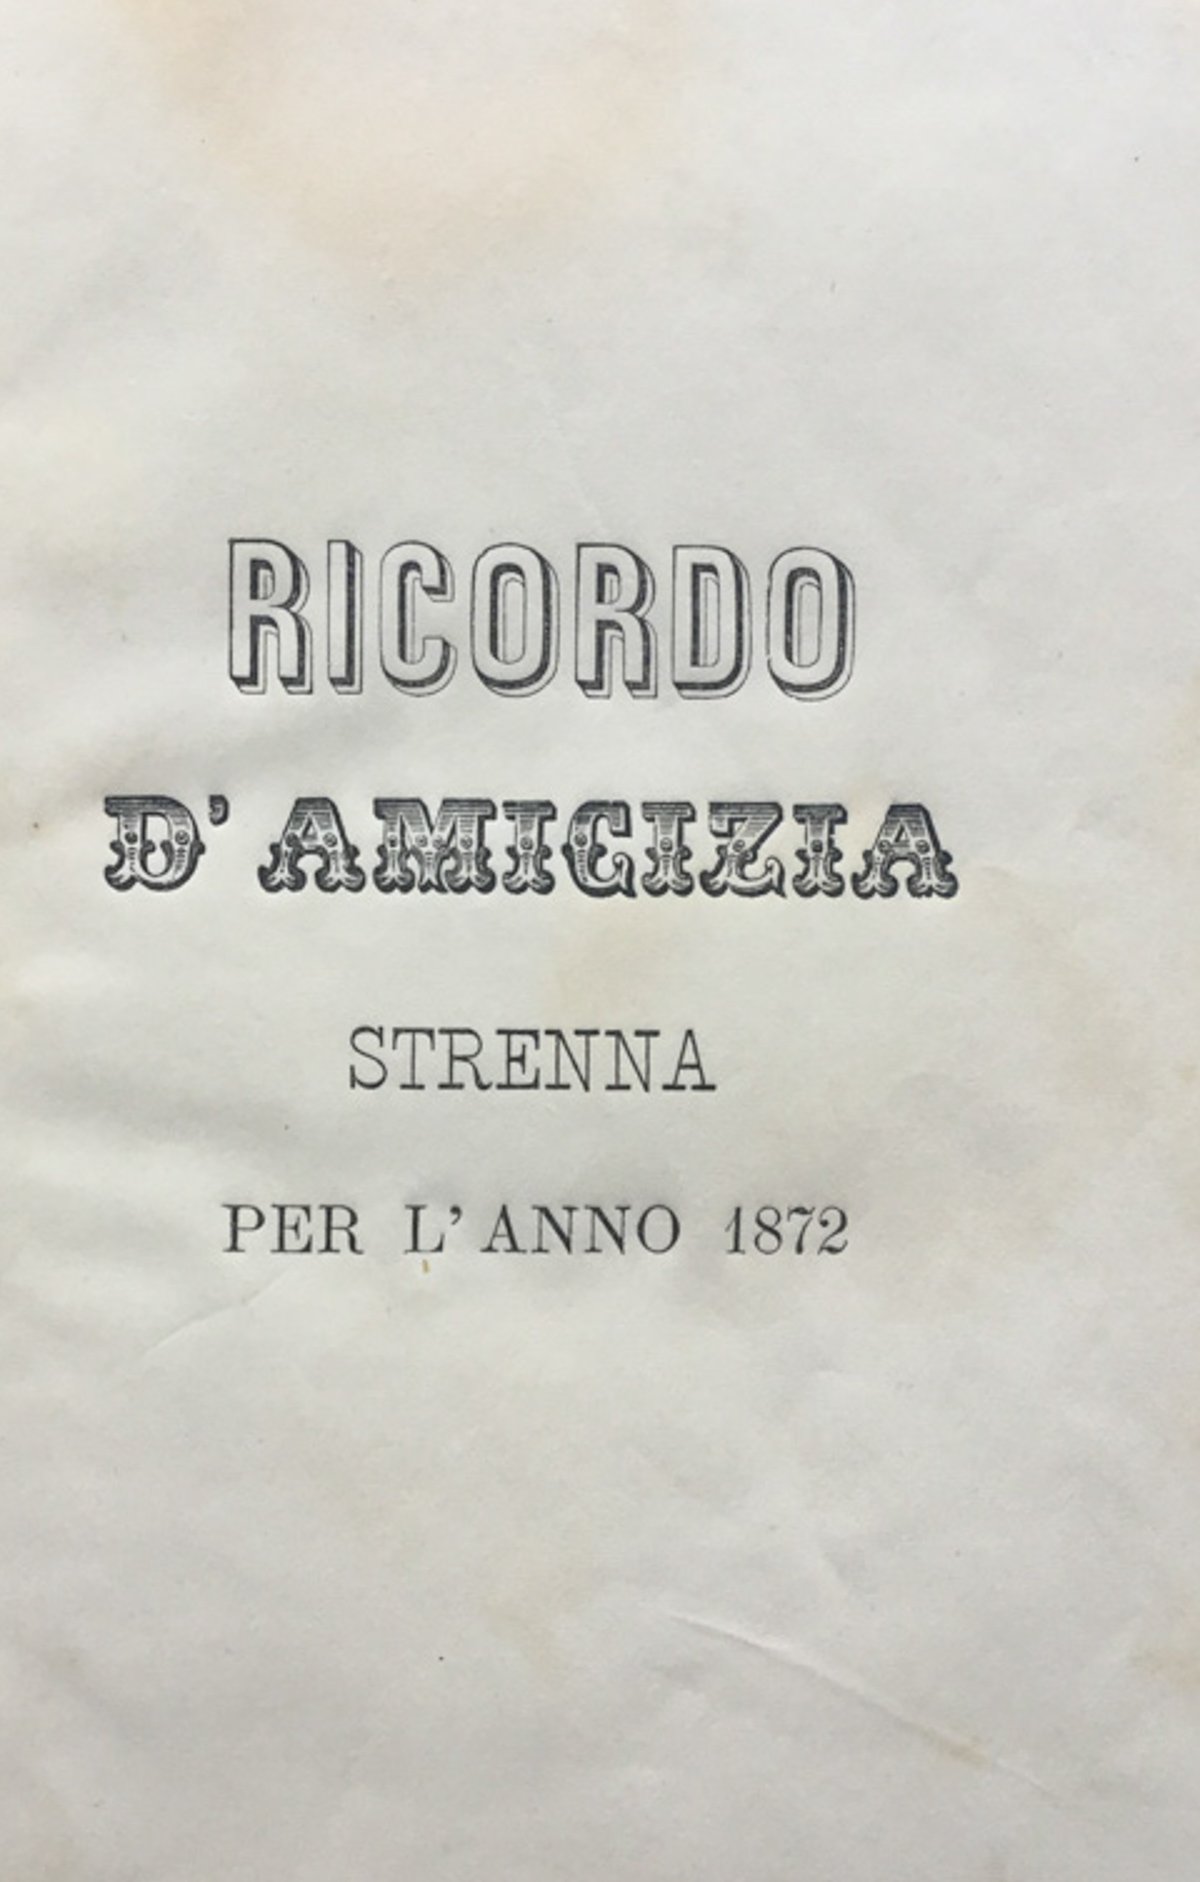 RICORDO
D'AMICIZIA
STRENNA
PER L'ANNO 1872